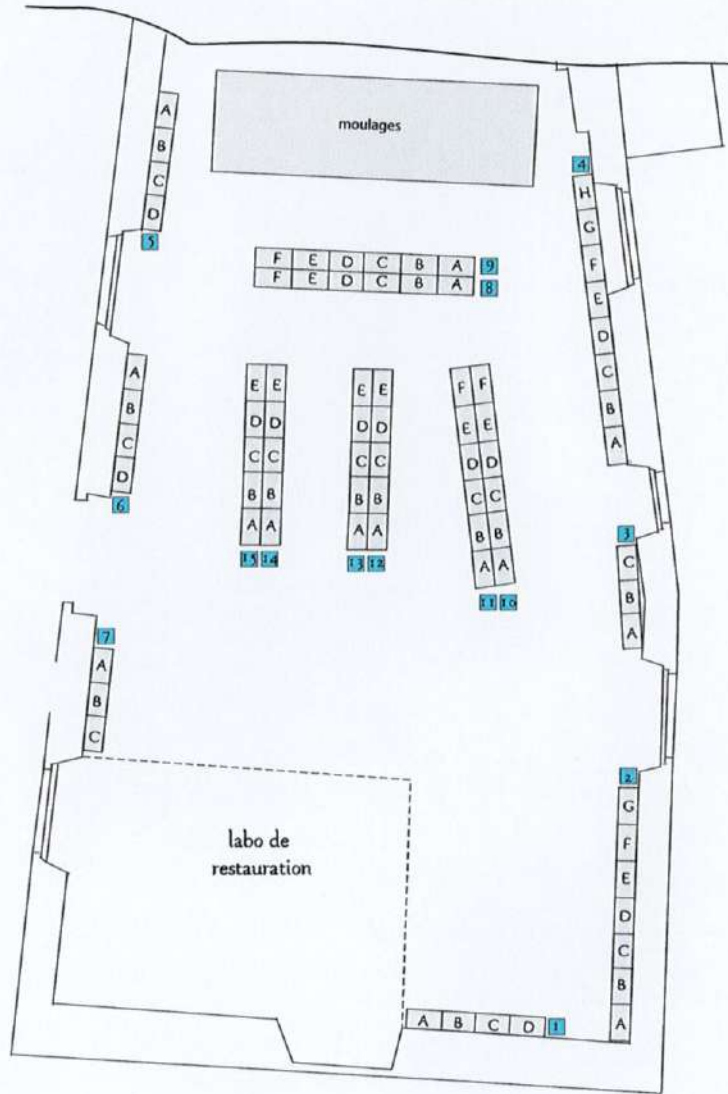 moulages
A
B
C
D
5
4
H
G
F
E
D
C
B
A
F E D C B A 9
F E D C B A 8
A
B
C
D
6
E E
D D
C C
B B
A A
15 14
E E
D D
C C
B B
A A
13 12
F F
E E
D D
C C
B B
A A
11 10
3
C
B
A
7
A
B
C
2
G
F
E
D
C
B
A
labo de
restauration
A B C D 1